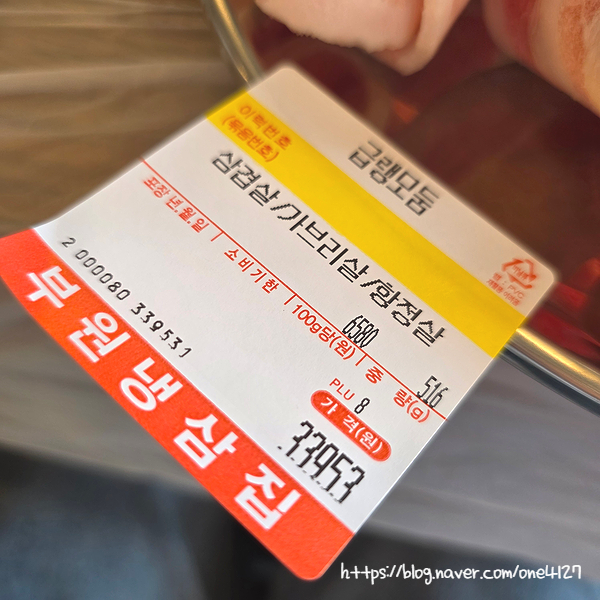 급랭모둠
이력번호
(묶음번호)
삼겹살/가브리살/항정살
포장 년.월.일 | 소비기한 | 100g당(원) 6580 | 중 량(g) 516
PLU 8
가 격(원)
33953
2 000080 339531
부원냉삼집
https://blog.naver.com/one4127